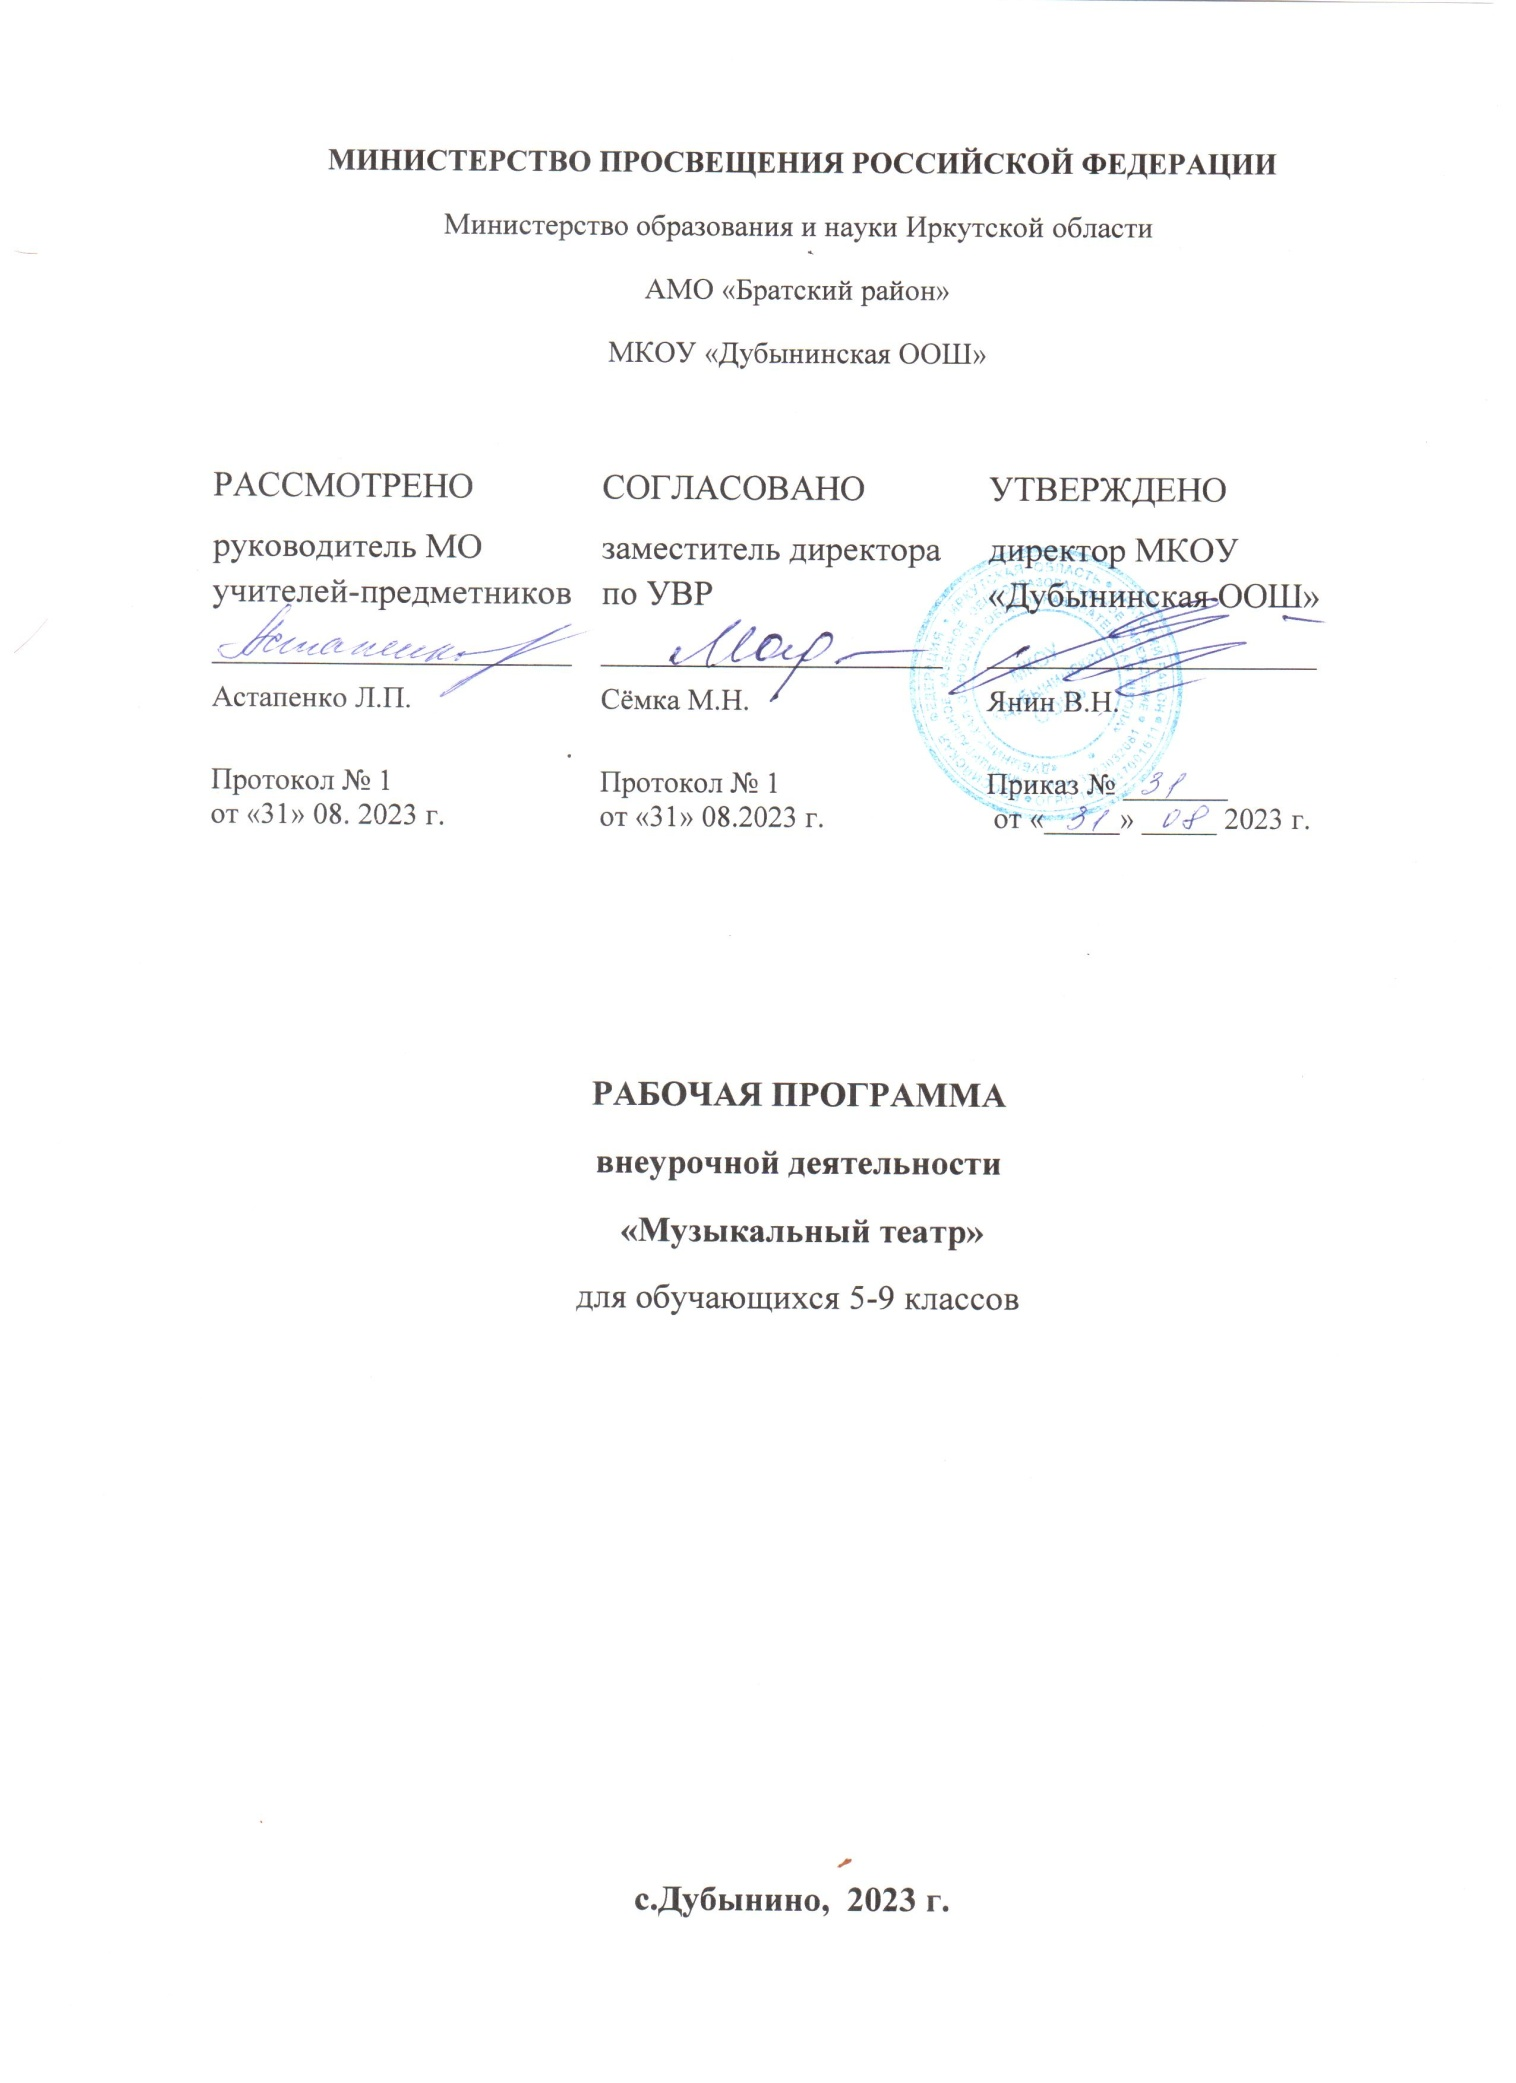 МИНИСТЕРСТВО ПРОСВЕЩЕНИЯ РОССИЙСКОЙ ФЕДЕРАЦИИ
Министерство образования и науки Иркутской области
АМО «Братский район»
МКОУ «Дубынинская ООШ»
РАССМОТРЕНО
руководитель МО
учителей-предметников
Астапенко
Астапенко Л.П.
Протокол № 1
от «31» 08. 2023 г.
СОГЛАСОВАНО
заместитель директора
по УВР
Сёмка М.Н.
Протокол № 1
от «31» 08.2023 г.
УТВЕРЖДЕНО
директор МКОУ
«Дубынинская ООШ»
Янин В.Н.
Приказ № 31
от «31» 08 2023 г.
РАБОЧАЯ ПРОГРАММА
внеурочной деятельности
«Музыкальный театр»
для обучающихся 5-9 классов
с.Дубынино, 2023 г.